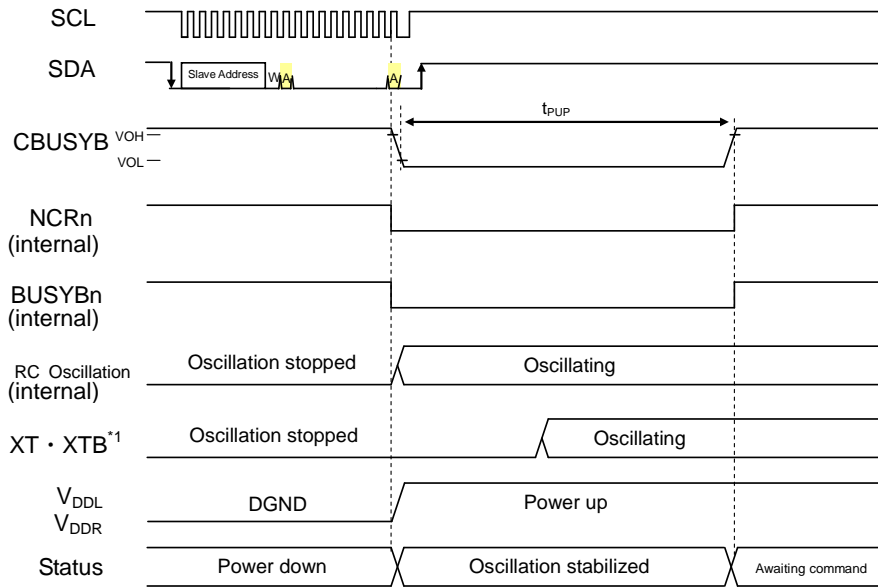 SCL
SDA
Slave Address W A A
t_PUP
CBUSYB VOH
VOL
NCRn
(internal)
BUSYBn
(internal)
RC Oscillation
(internal)
Oscillation stopped Oscillating
XT・XTB*1 Oscillation stopped Oscillating
VDDL
VDDR
DGND Power up
Status Power down Oscillation stabilized Awaiting command